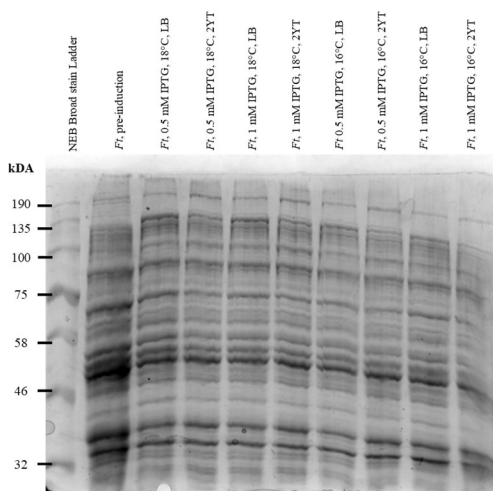 NEB Broad stain Ladder
Ft, pre-induction
Ft, 0.5 mM IPTG, 18°C, LB
Ft, 0.5 mM IPTG, 18°C, 2YT
Ft, 1 mM IPTG, 18°C, LB
Ft, 1 mM IPTG, 18°C, 2YT
Ft 0.5 mM IPTG, 16°C, LB
Ft, 0.5 mM IPTG, 16°C, 2YT
Ft, 1 mM IPTG, 16°C, LB
Ft, 1 mM IPTG, 16°C, 2YT
kDA
190
135
100
75
58
46
32